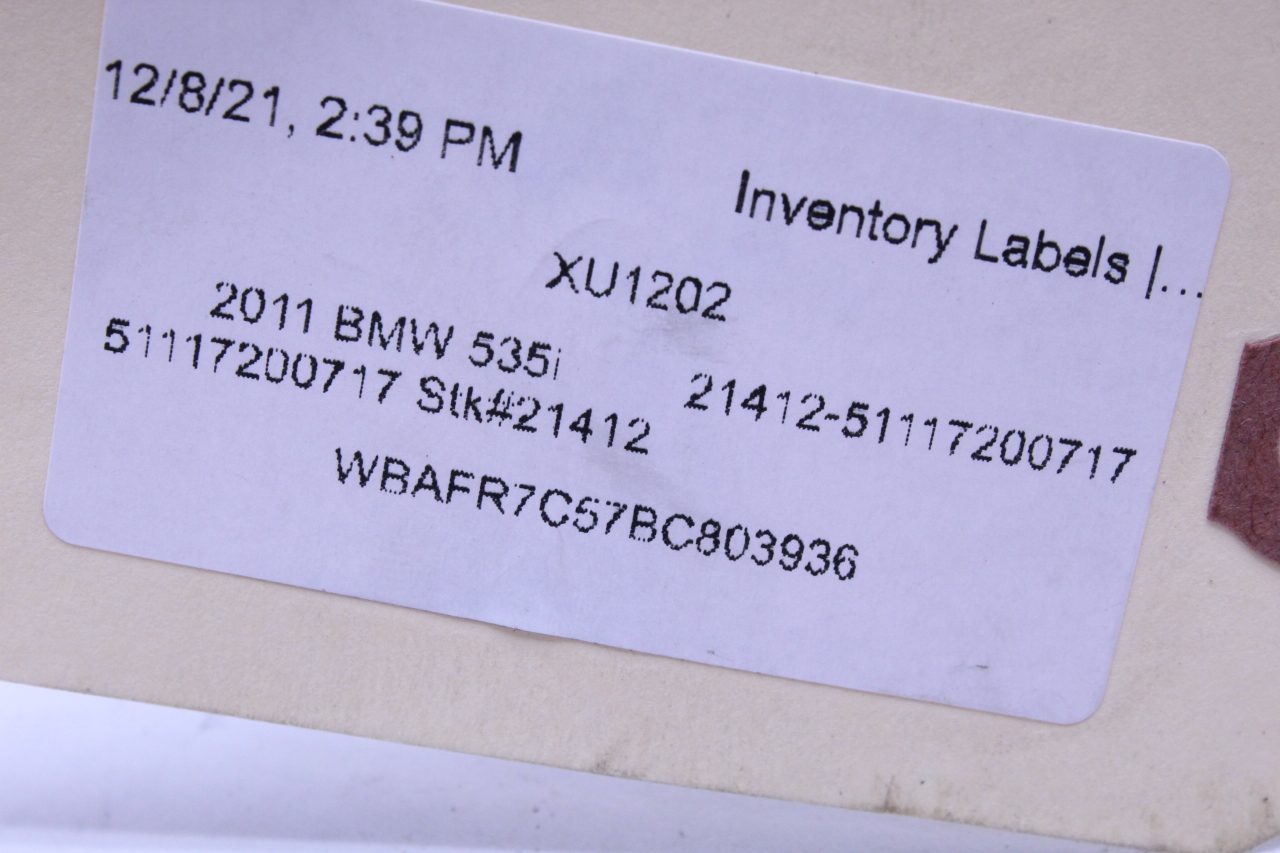 12/8/21, 2:39 PM
Inventory Labels |...
XU1202
2011 BMW 535i
51117200717 Stk#21412
21412-51117200717
WBAFR7C57BC803936